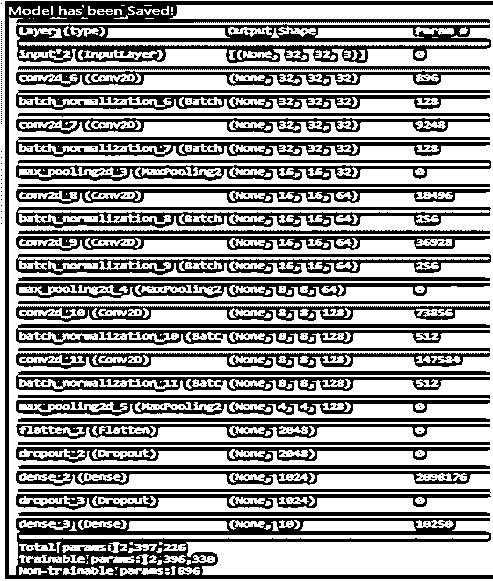 Model has been Saved!
Layer (type) Output Shape Param #
input_2 (InputLayer) [(None, 32, 32, 3)] 0
conv2d_6 (Conv2D) (None, 32, 32, 32) 896
batch_normalization_6 (Batch (None, 32, 32, 32) 128
conv2d_7 (Conv2D) (None, 32, 32, 32) 9248
batch_normalization_7 (Batch (None, 32, 32, 32) 128
max_pooling2d_3 (MaxPooling2 (None, 16, 16, 32) 0
conv2d_8 (Conv2D) (None, 16, 16, 64) 18496
batch_normalization_8 (Batch (None, 16, 16, 64) 256
conv2d_9 (Conv2D) (None, 16, 16, 64) 36928
batch_normalization_9 (Batch (None, 16, 16, 64) 256
max_pooling2d_4 (MaxPooling2 (None, 8, 8, 64) 0
conv2d_10 (Conv2D) (None, 8, 8, 128) 73856
batch_normalization_10 (Batc (None, 8, 8, 128) 512
conv2d_11 (Conv2D) (None, 8, 8, 128) 147584
batch_normalization_11 (Batc (None, 8, 8, 128) 512
max_pooling2d_5 (MaxPooling2 (None, 4, 4, 128) 0
flatten_1 (Flatten) (None, 2048) 0
dropout_2 (Dropout) (None, 2048) 0
dense_2 (Dense) (None, 1024) 2098176
dropout_3 (Dropout) (None, 1024) 0
dense_3 (Dense) (None, 10) 10250
Total params: 2,397,226
Trainable params: 2,396,330
Non-trainable params: 896